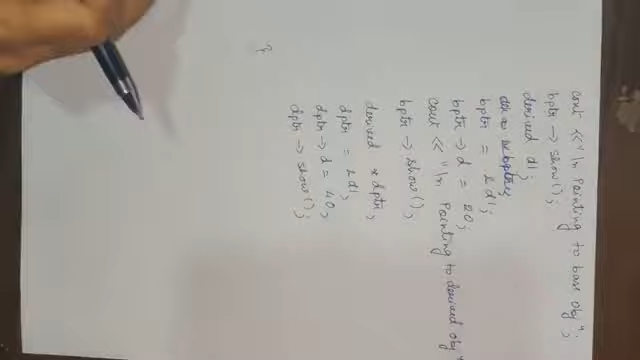 cout << "\n Pointing to base obj";
bptr → show();
derived d1;
bptr = &d1;
bptr → d = 20;
cout << "\n Pointing to derived obj"
bptr → show();
derived *dptr;
dptr = &d1;
dptr → d = 40;
dptr → show();
}